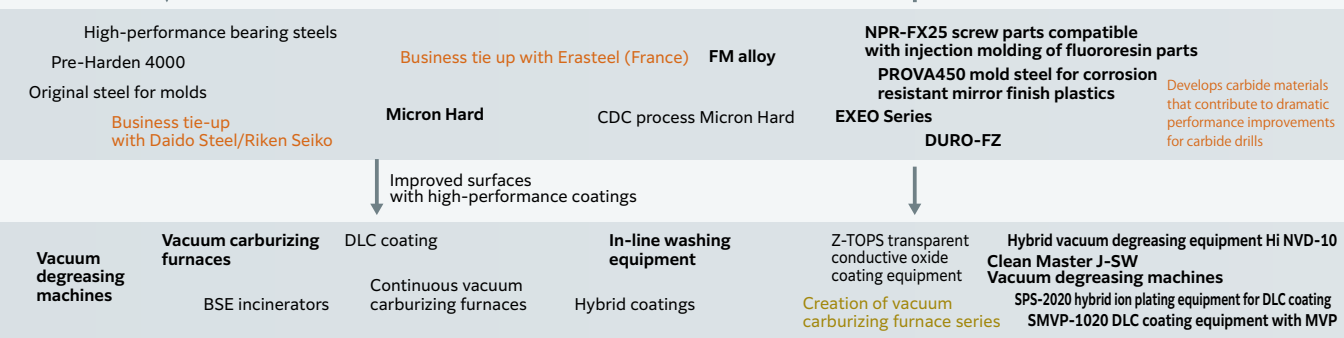 High-performance bearing steels
Pre-Harden 4000
Original steel for molds
Business tie-up
with Daido Steel/Riken Seiko
Business tie up with Erasteel (France)
FM alloy
Micron Hard
CDC process Micron Hard
NPR-FX25 screw parts compatible
with injection molding of fluororesin parts
PROVA450 mold steel for corrosion
resistant mirror finish plastics
EXEO Series
DURO-FZ
Develops carbide materials
that contribute to dramatic
performance improvements
for carbide drills
Improved surfaces
with high-performance coatings
Vacuum
degreasing
machines
Vacuum carburizing
furnaces
BSE incinerators
DLC coating
Continuous vacuum
carburizing furnaces
In-line washing
equipment
Hybrid coatings
Z-TOPS transparent
conductive oxide
coating equipment
Creation of vacuum
carburizing furnace series
Hybrid vacuum degreasing equipment Hi NVD-10
Clean Master J-SW
Vacuum degreasing machines
SPS-2020 hybrid ion plating equipment for DLC coating
SMVP-1020 DLC coating equipment with MVP